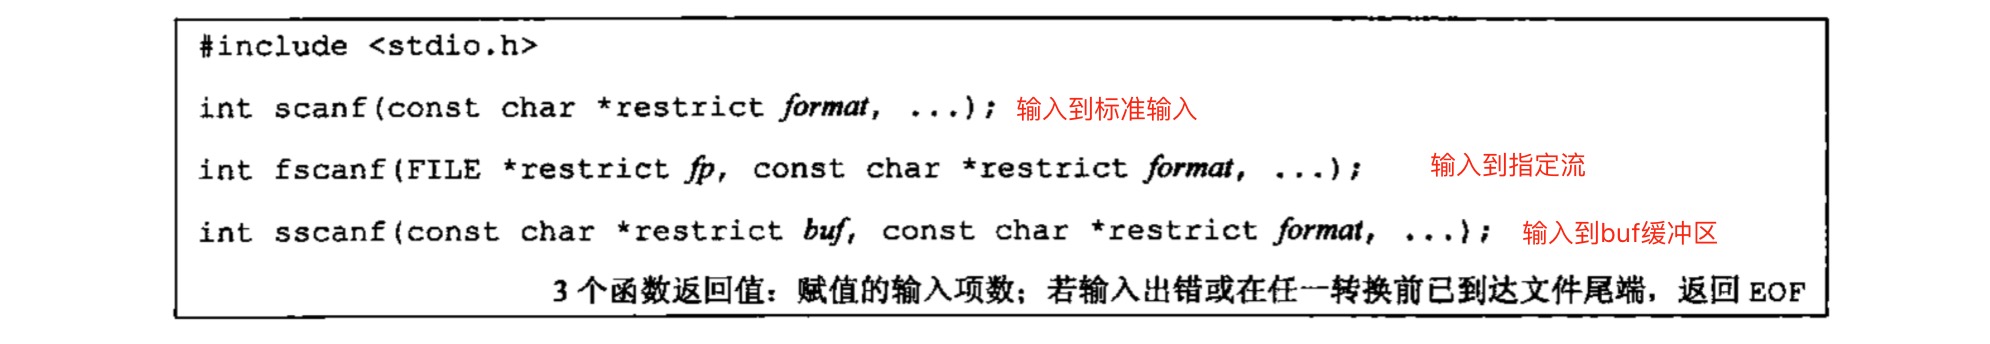 #include <stdio.h>
int scanf(const char *restrict format, ...); 输入到标准输入
int fscanf(FILE *restrict fp, const char *restrict format, ...); 输入到指定流
int sscanf(const char *restrict buf, const char *restrict format, ...); 输入到buf缓冲区
3 个函数返回值：赋值的输入项数；若输入出错或在任一转换前已到达文件尾端，返回 EOF